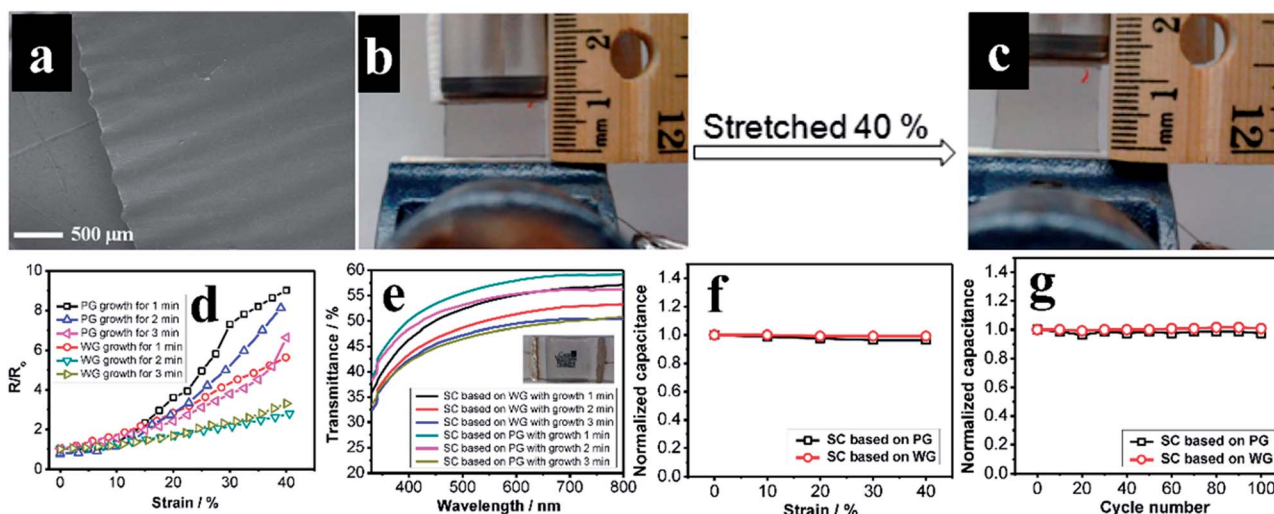 a
500 μm
b
2
1
mm
12
Stretched 40 %
c
2
1
mm
12
d
10
8
6
4
2
0
R/R₀
PG growth for 1 min
PG growth for 2 min
PG growth for 3 min
WG growth for 1 min
WG growth for 2 min
WG growth for 3 min
0 10 20 30 40
Strain / %
e
60
55
50
45
40
35
30
25
20
Transmittance / %
SC based on WG with growth 1 min
SC based on WG with growth 2 min
SC based on WG with growth 3 min
SC based on PG with growth 1 min
SC based on PG with growth 2 min
SC based on PG with growth 3 min
400 500 600 700 800
Wavelength / nm
f
1.4
1.2
1.0
0.8
0.6
0.4
0.2
0.0
Normalized capacitance
SC based on PG
SC based on WG
0 10 20 30 40
Strain / %
g
1.4
1.2
1.0
0.8
0.6
0.4
0.2
0.0
Normalized capacitance
SC based on PG
SC based on WG
0 20 40 60 80 100
Cycle number